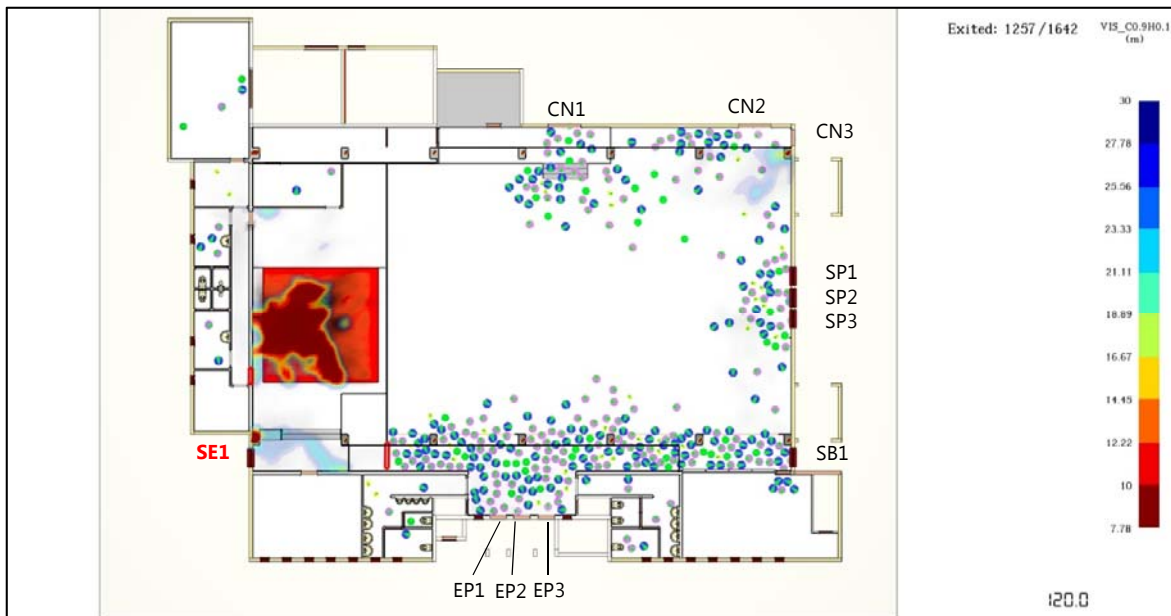 Exited: 1257/1642
VIS_C0.9H0.1
(m)
CN1
CN2
CN3
30
27.78
25.56
23.33
21.11
18.89
16.67
14.45
12.22
10
7.78
SP1
SP2
SP3
SE1
SB1
EP1 EP2 EP3
120.0